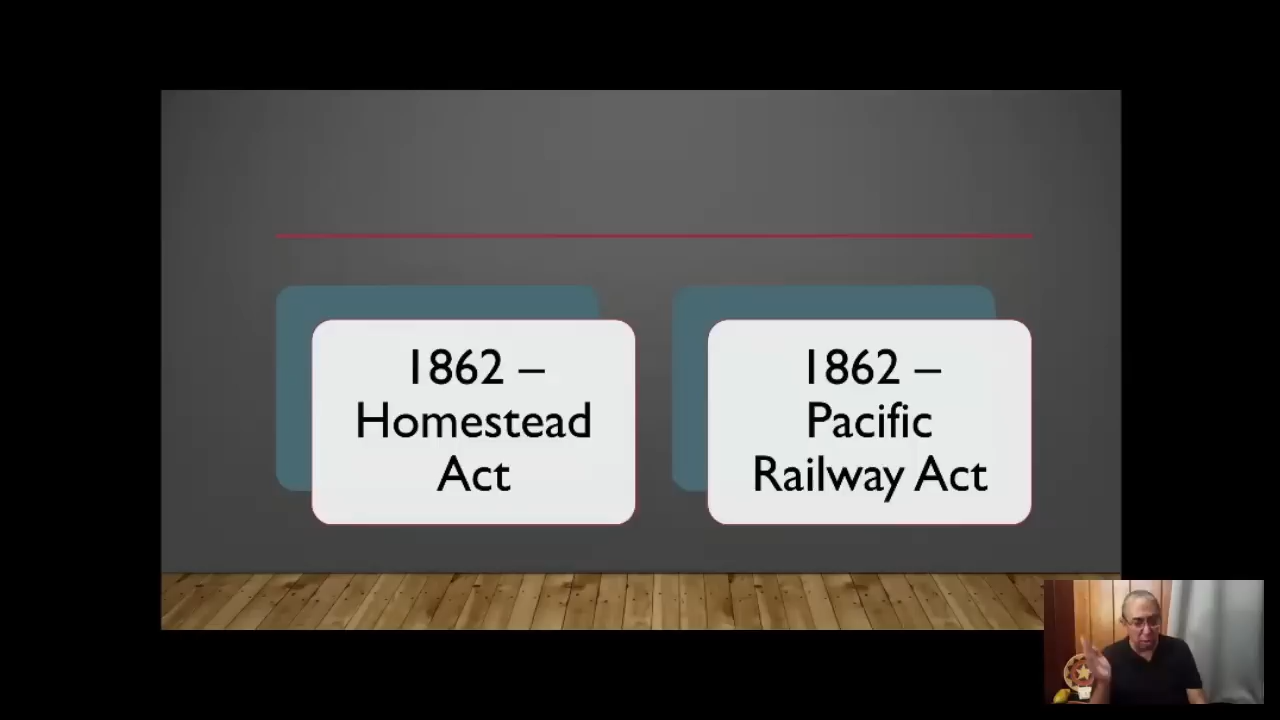 1862 –
Homestead
Act
1862 –
Pacific
Railway Act